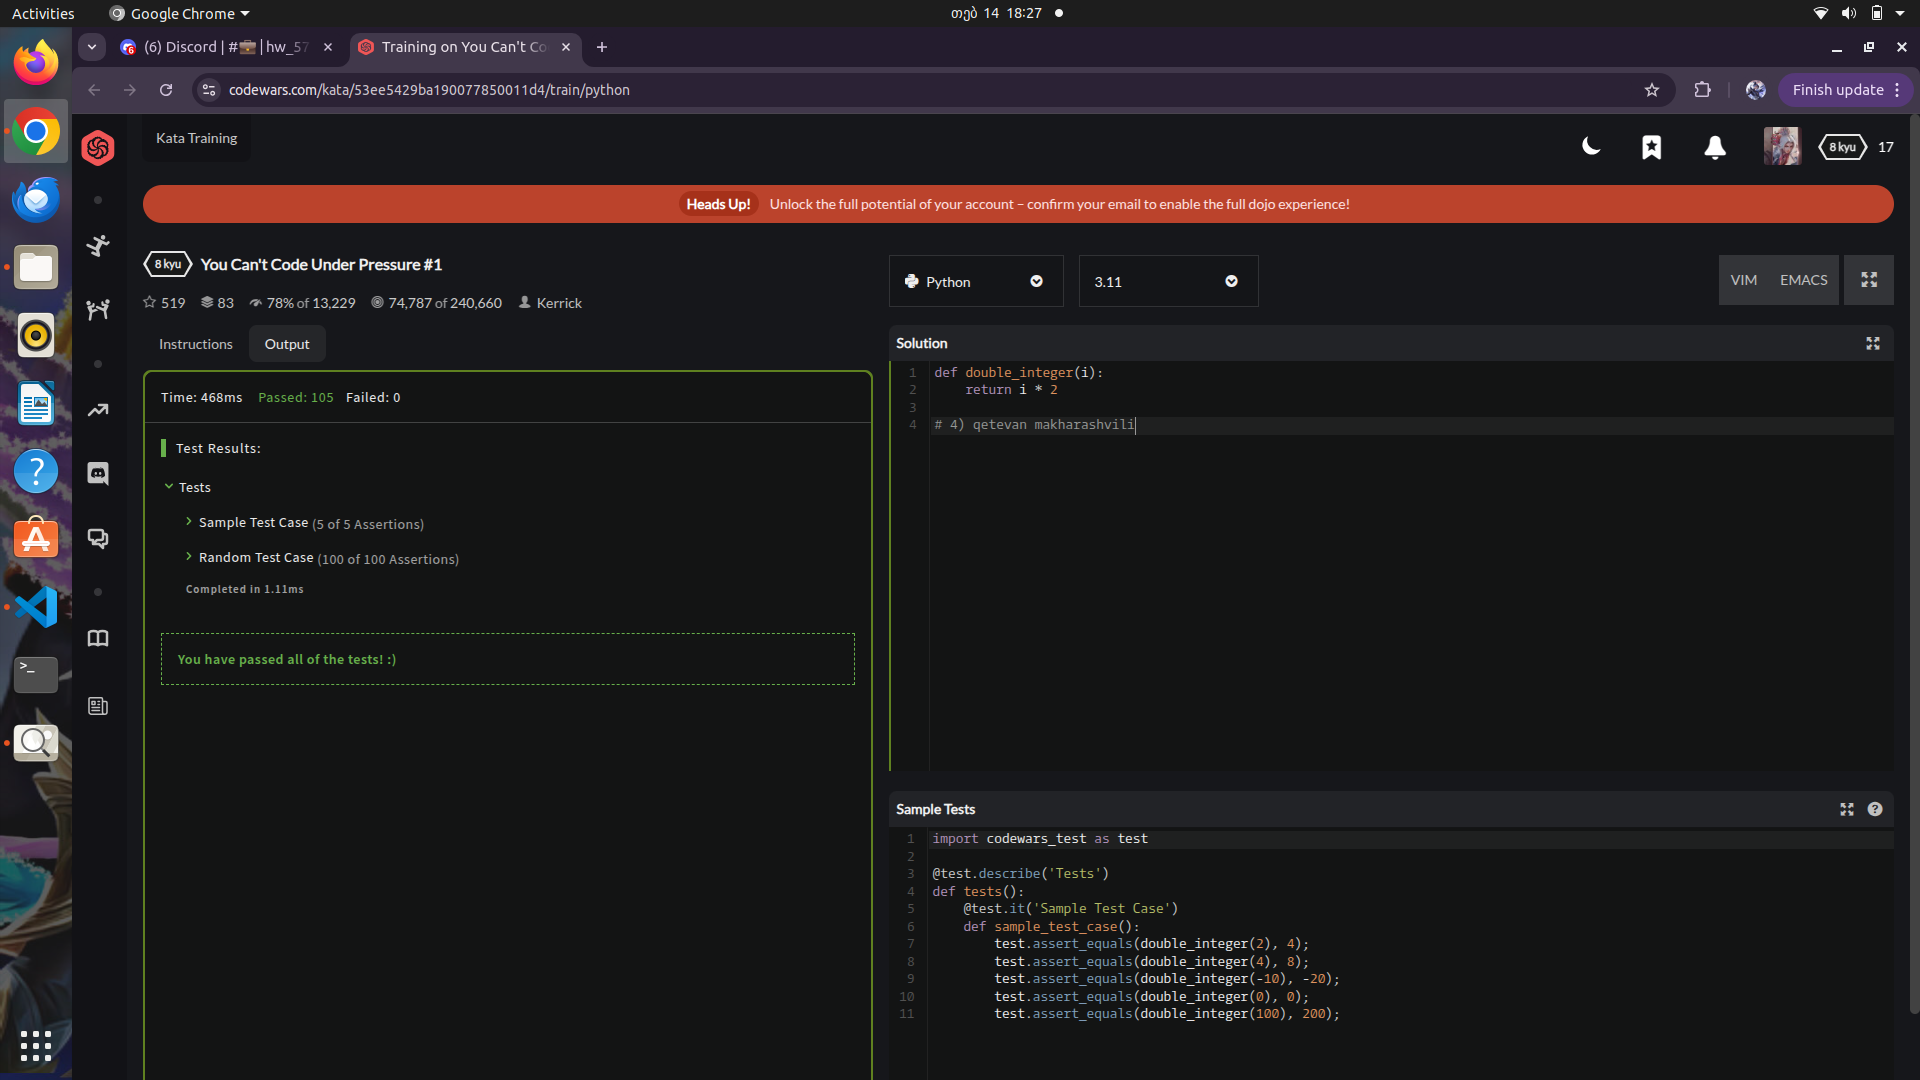 Activities
Google Chrome
თებ 14 18:27
(6) Discord | #💼 | hw_57
Training on You Can't Co
codewars.com/kata/53ee5429ba190077850011d4/train/python
Finish update
Kata Training
8 kyu
17
Heads Up! Unlock the full potential of your account – confirm your email to enable the full dojo experience!
8 kyu
You Can't Code Under Pressure #1
519
83
78% of 13,229
74,787 of 240,660
Kerrick
Python
3.11
VIM
EMACS
Instructions
Output
Time: 468ms Passed: 105 Failed: 0
Test Results:
Tests
Sample Test Case (5 of 5 Assertions)
Random Test Case (100 of 100 Assertions)
Completed in 1.11ms
You have passed all of the tests! :)
Solution
1 def double_integer(i):
2     return i * 2
3
4 # 4) qetevan makharashvili
Sample Tests
1 import codewars_test as test
2
3 @test.describe('Tests')
4 def tests():
5     @test.it('Sample Test Case')
6     def sample_test_case():
7         test.assert_equals(double_integer(2), 4);
8         test.assert_equals(double_integer(4), 8);
9         test.assert_equals(double_integer(-10), -20);
10         test.assert_equals(double_integer(0), 0);
11         test.assert_equals(double_integer(100), 200);